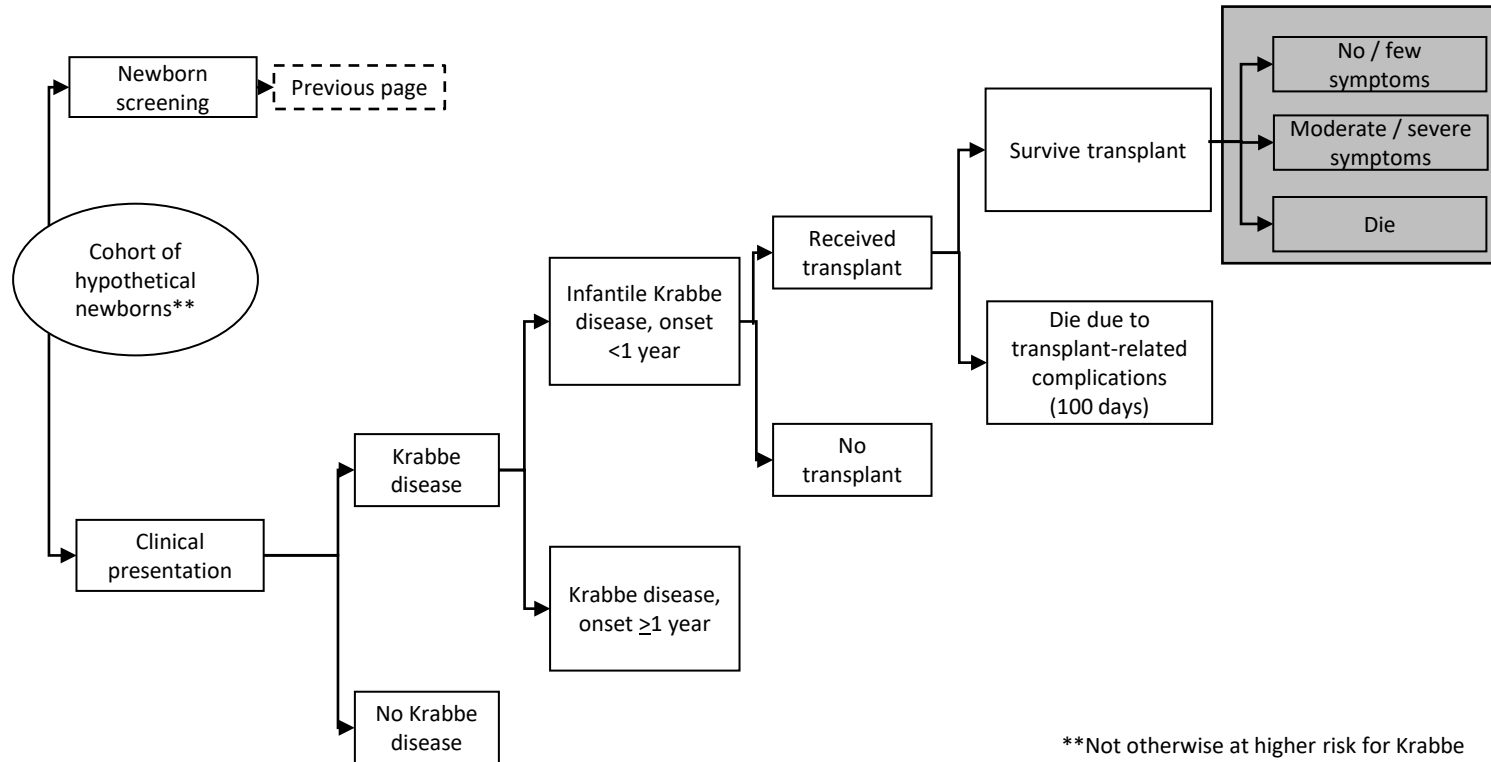 Newborn
screening
Previous page
Cohort of
hypothetical
newborns**
Clinical
presentation
Krabbe
disease
No Krabbe
disease
Infantile Krabbe
disease, onset
<1 year
Krabbe disease,
onset ≥1 year
Received
transplant
No
transplant
Survive transplant
Die due to
transplant-related
complications
(100 days)
No / few
symptoms
Moderate / severe
symptoms
Die
**Not otherwise at higher risk for Krabbe